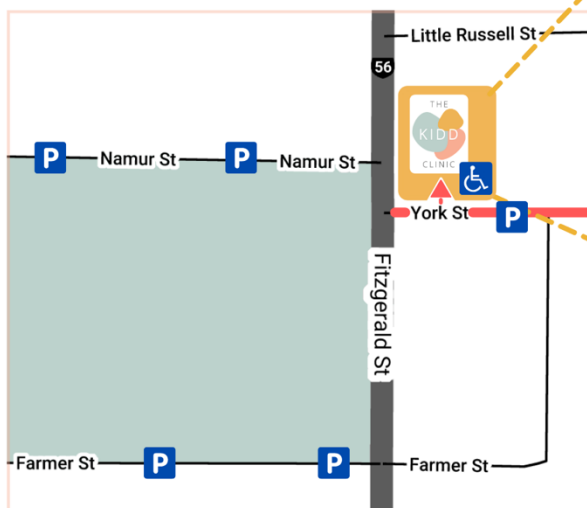 Little Russell St
56
THE
KIDD
CLINIC
P
P
Namur St
Namur St
York St
P
Fitzgerald St
Farmer St
P
P
Farmer St